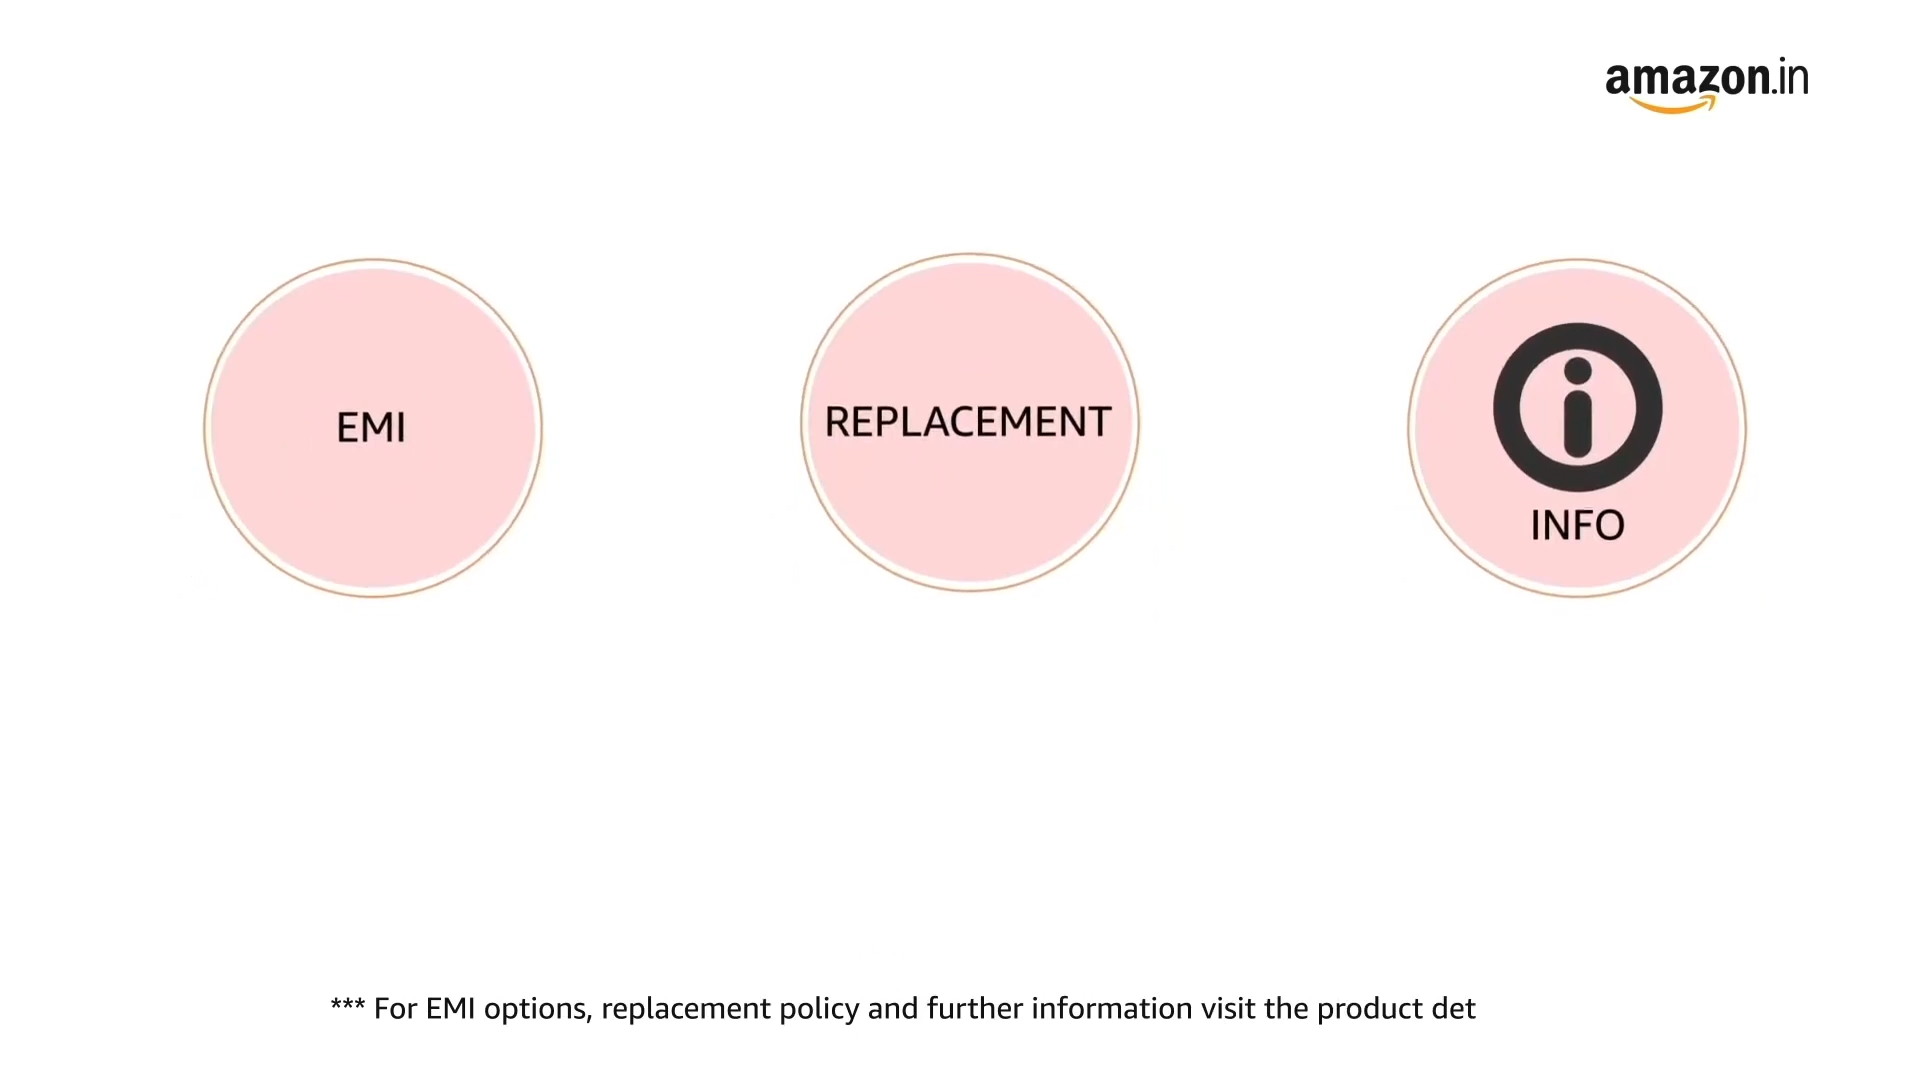 amazon.in
EMI
REPLACEMENT
i
INFO
*** For EMI options, replacement policy and further information visit the product det